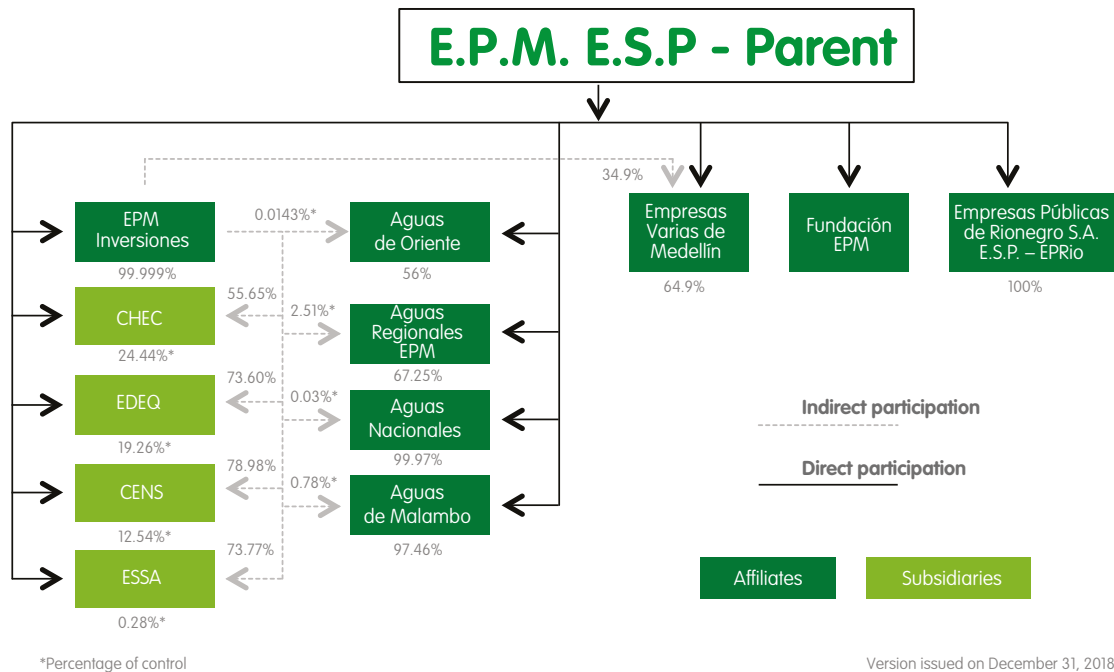 E.P.M. E.S.P - Parent
34.9%
EPM
Inversiones
99.999%
0.0143%*
Aguas
de Oriente
56%
Empresas
Varias de
Medellín
64.9%
Fundación
EPM
Empresas Públicas
de Rionegro S.A.
E.S.P. – EPRio
100%
CHEC
24.44%*
55.65%
2.51%*
Aguas
Regionales
EPM
67.25%
EDEQ
19.26%*
73.60%
0.03%*
Aguas
Nacionales
99.97%
CENS
12.54%*
78.98%
0.78%*
Aguas
de Malambo
97.46%
ESSA
0.28%*
73.77%
Indirect participation
Direct participation
Affiliates
Subsidiaries
*Percentage of control
Version issued on December 31, 2018